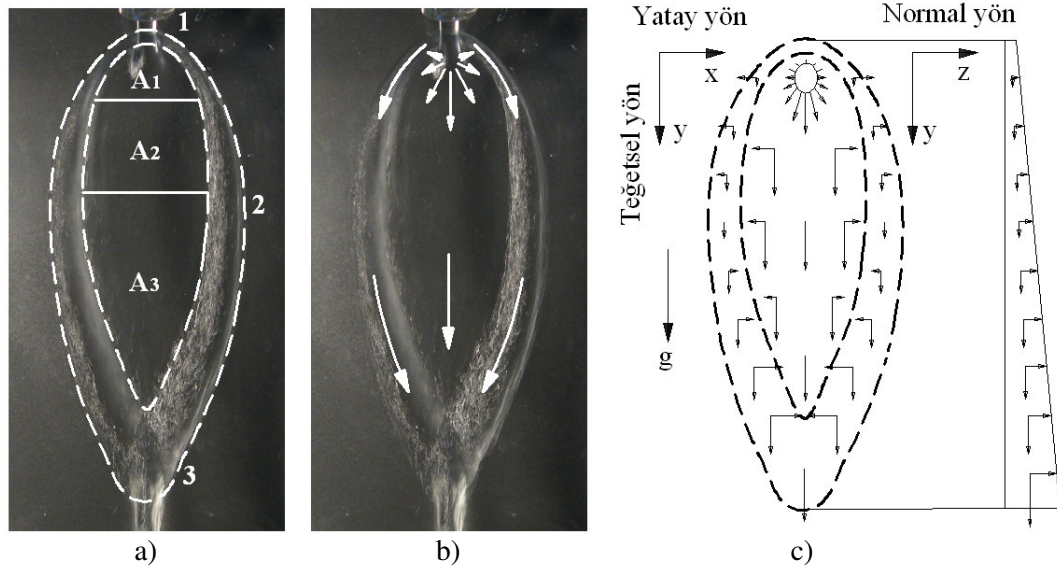 1
A1
A2
2
A3
3
a)
b)
Yatay yön
Normal yön
x
z
y
y
Teğetsel yön
g
c)